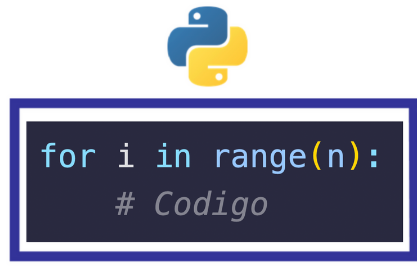 for i in range(n):
# Codigo